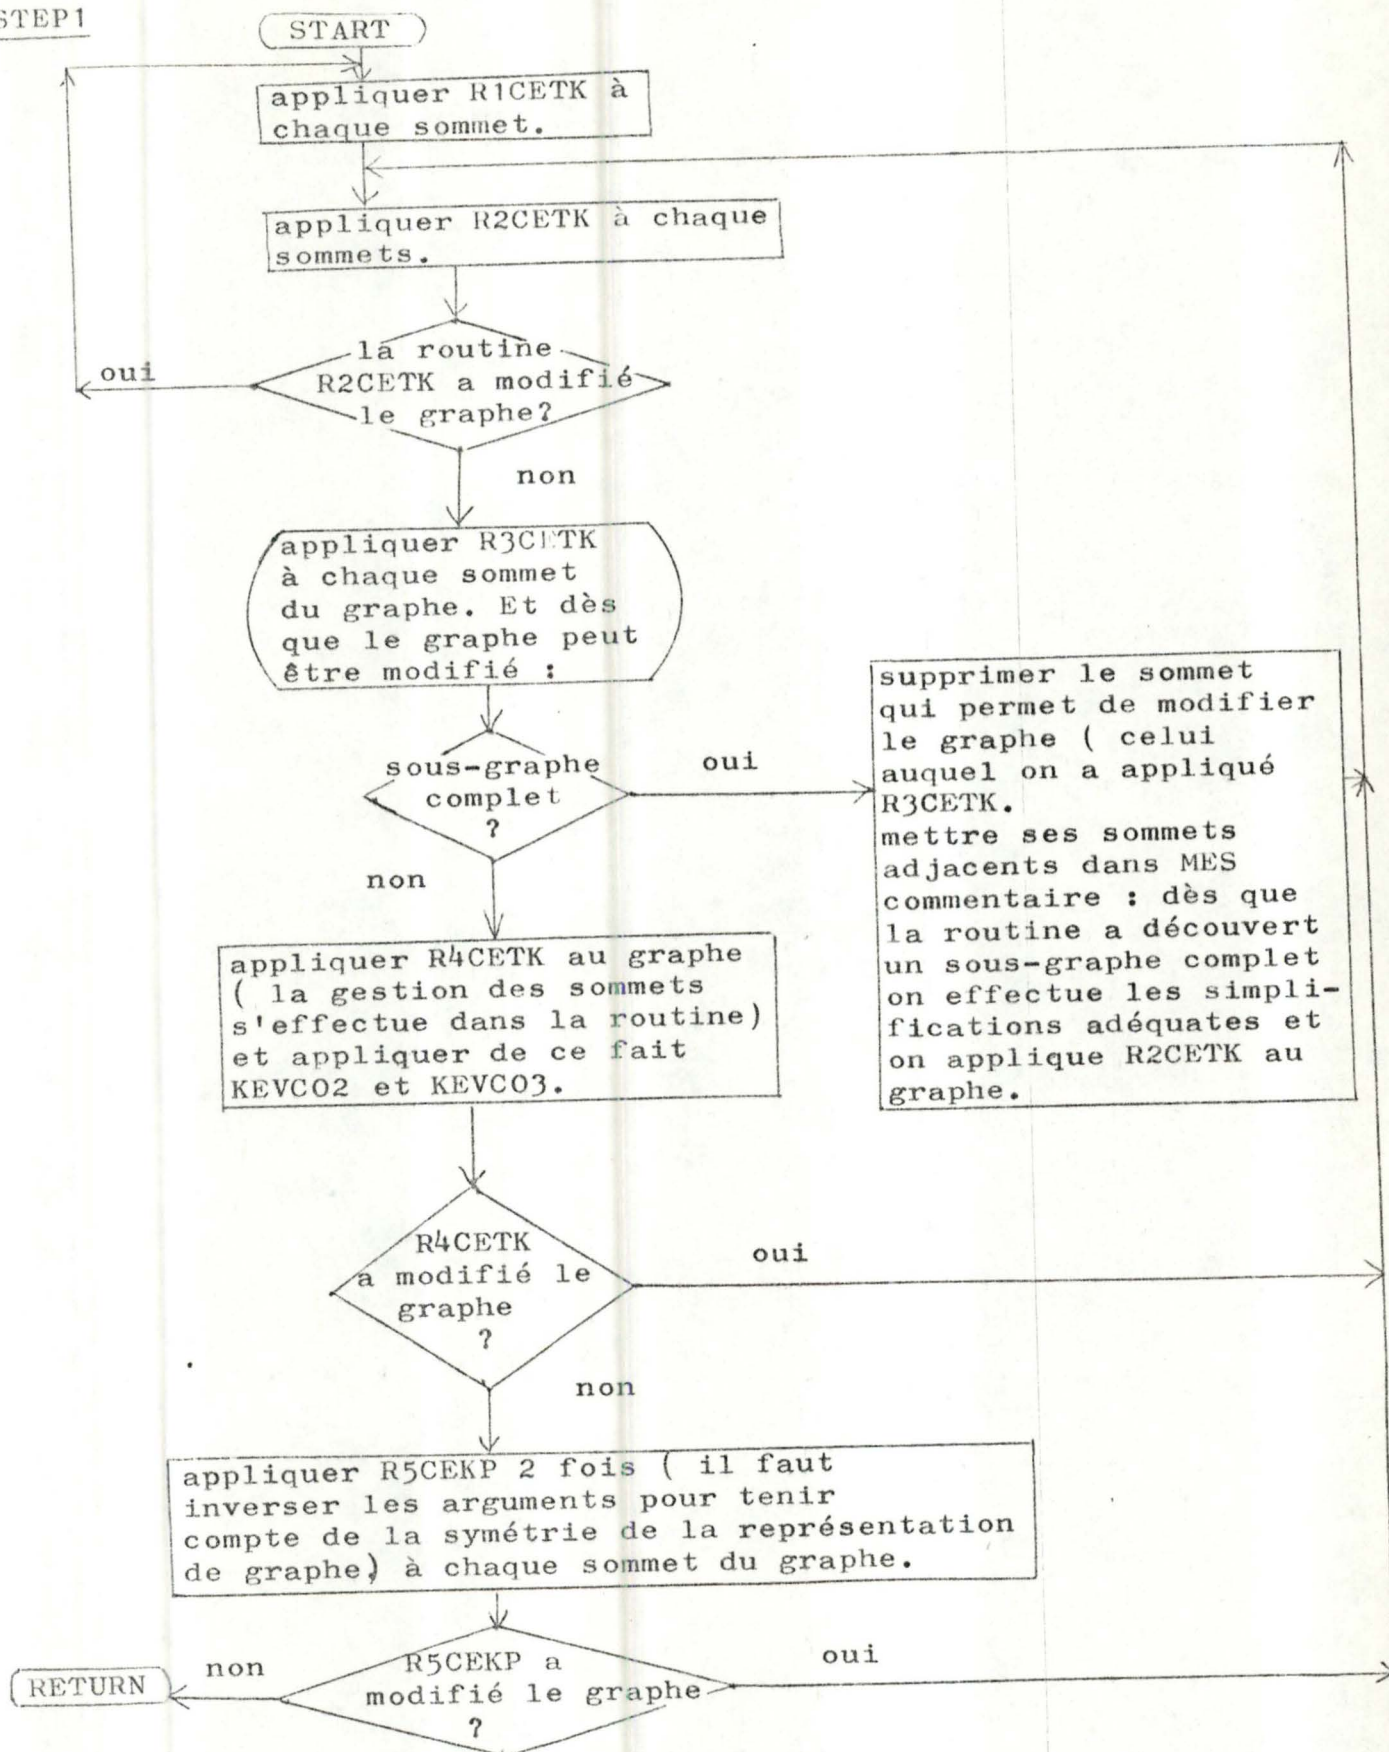 STEP1
START
appliquer R1CETK à
chaque sommet.
appliquer R2CETK à chaque
sommets.
la routine
R2CETK a modifié
le graphe?
oui
non
appliquer R3CETK
à chaque sommet
du graphe. Et dès
que le graphe peut
être modifié :
sous-graphe
complet
?
oui
non
supprimer le sommet
qui permet de modifier
le graphe ( celui
auquel on a appliqué
R3CETK.
mettre ses sommets
adjacents dans MES
commentaire : dès que
la routine a découvert
un sous-graphe complet
on effectue les simpli-
fications adéquates et
on applique R2CETK au
graphe.
appliquer R4CETK au graphe
( la gestion des sommets
s'effectue dans la routine)
et appliquer de ce fait
KEVCO2 et KEVCO3.
R4CETK
a modifié le
graphe
?
oui
non
appliquer R5CEKP 2 fois ( il faut
inverser les arguments pour tenir
compte de la symétrie de la représentation
de graphe) à chaque sommet du graphe.
R5CEKP a
modifié le graphe
?
oui
non
RETURN